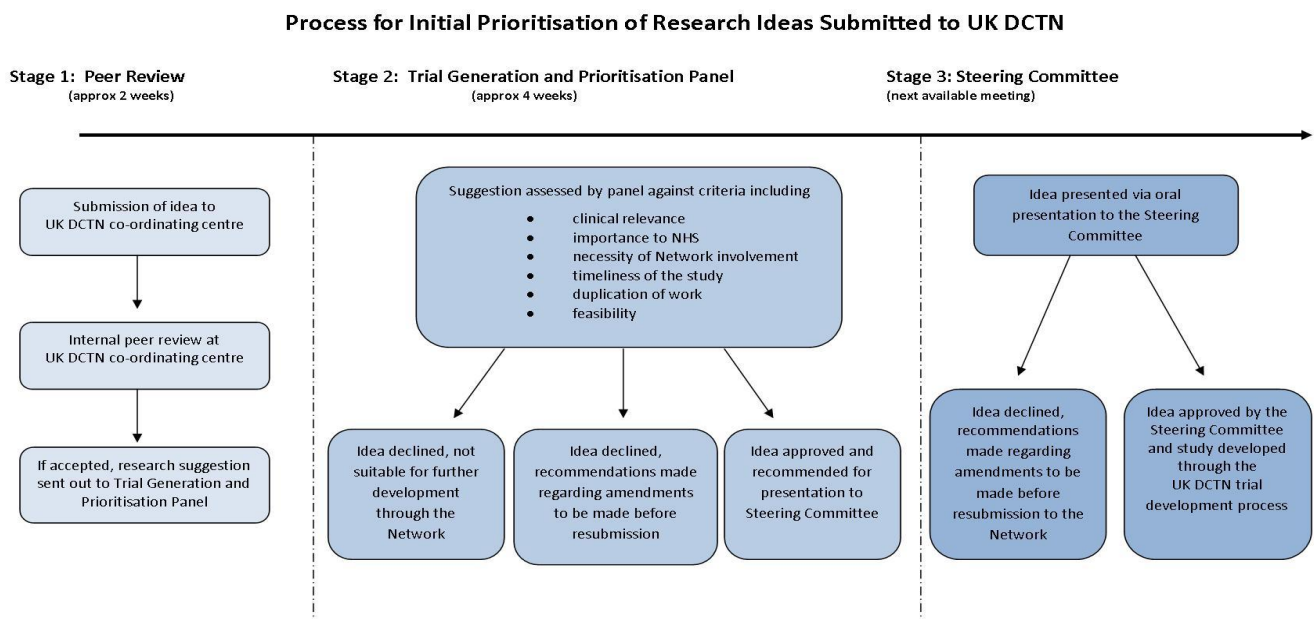 Process for Initial Prioritisation of Research Ideas Submitted to UK DCTN
Stage 1: Peer Review
(approx 2 weeks)
Stage 2: Trial Generation and Prioritisation Panel
(approx 4 weeks)
Stage 3: Steering Committee
(next available meeting)
Submission of idea to
UK DCTN co-ordinating centre
Internal peer review at
UK DCTN co-ordinating centre
If accepted, research suggestion
sent out to Trial Generation and
Prioritisation Panel
Suggestion assessed by panel against criteria including
● clinical relevance
● importance to NHS
● necessity of Network involvement
● timeliness of the study
● duplication of work
● feasibility
Idea declined, not
suitable for further
development
through the
Network
Idea declined,
recommendations made
regarding amendments
to be made before
resubmission
Idea approved and
recommended for
presentation to
Steering Committee
Idea presented via oral
presentation to the Steering
Committee
Idea declined,
recommendations
made regarding
amendments to be
made before
resubmission to the
Network
Idea approved by the
Steering Committee
and study developed
through the
UK DCTN trial
development process